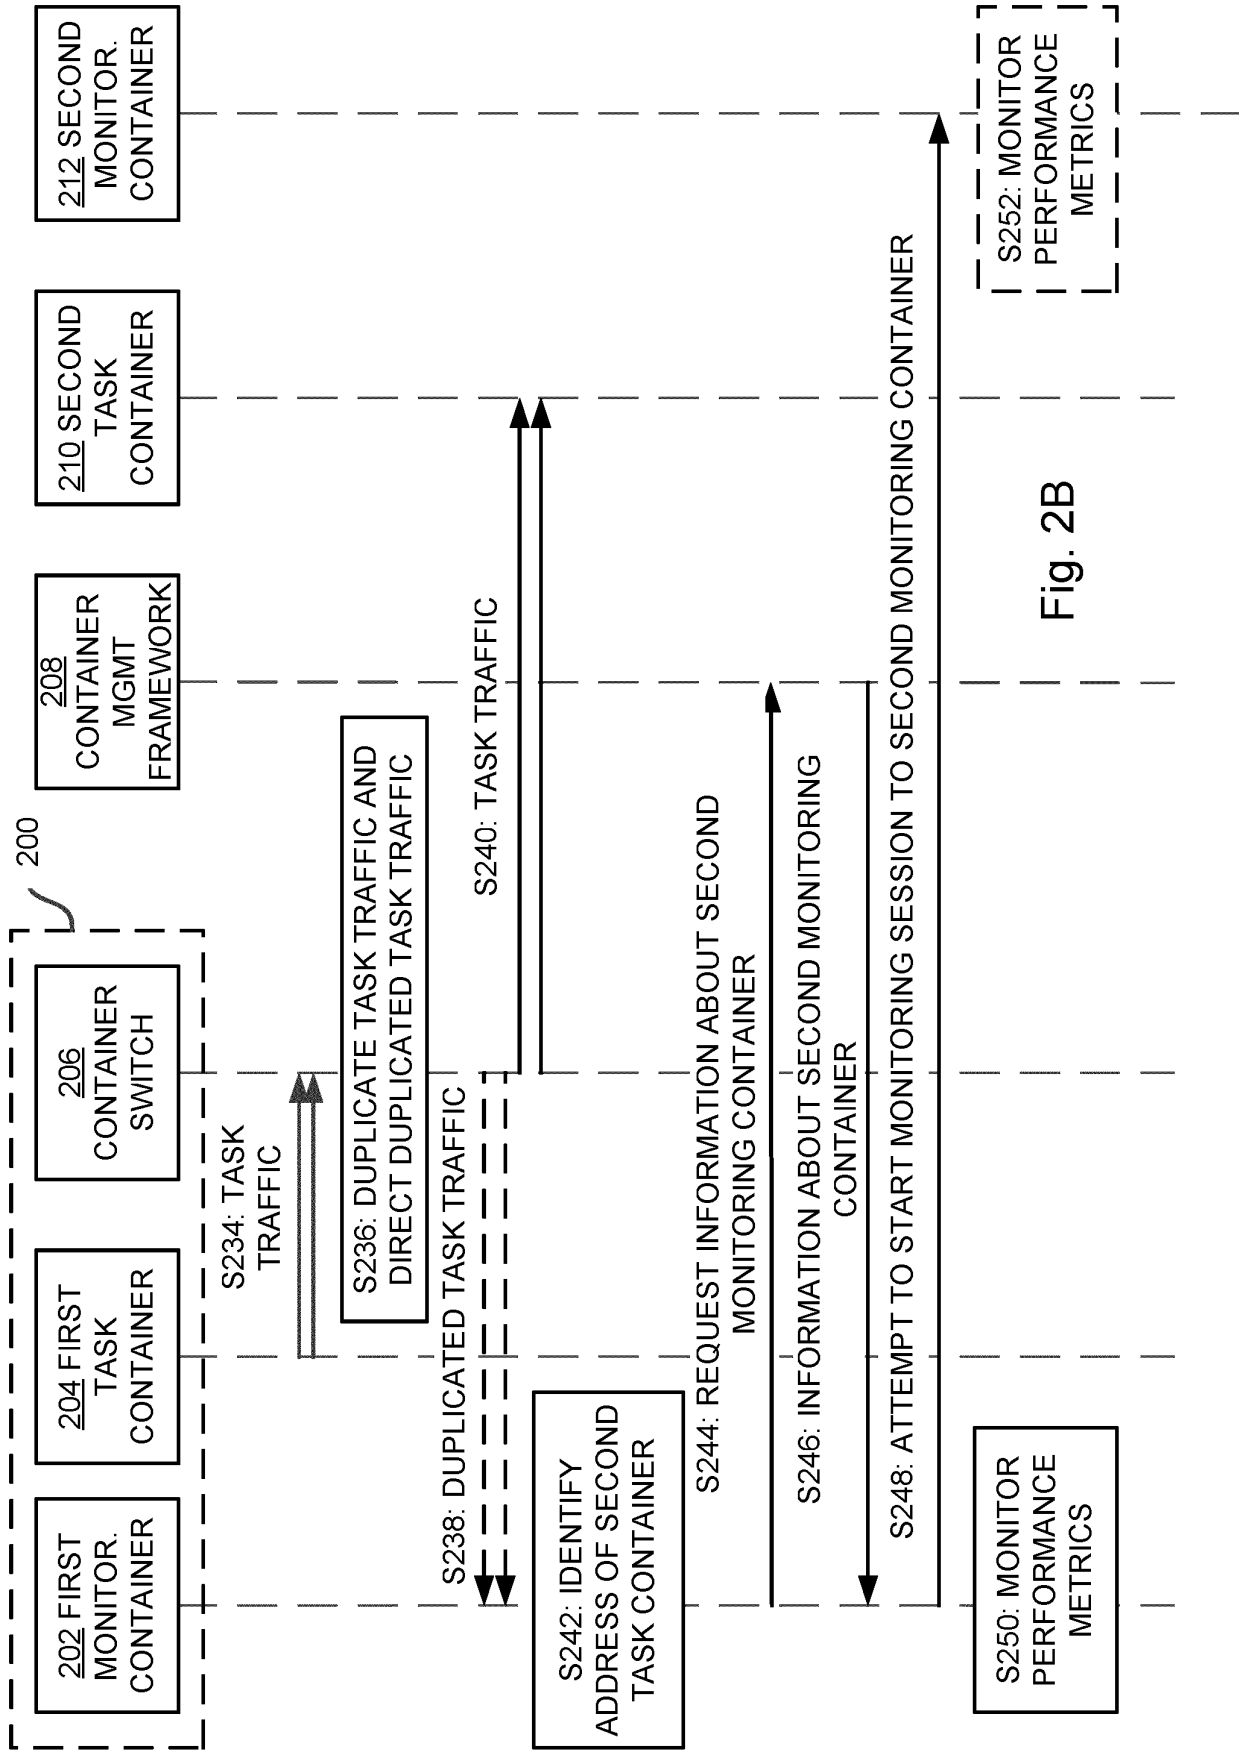 200
202 FIRST
MONITOR.
CONTAINER
204 FIRST
TASK
CONTAINER
206
CONTAINER
SWITCH
208
CONTAINER
MGMT
FRAMEWORK
210 SECOND
TASK
CONTAINER
212 SECOND
MONITOR.
CONTAINER
S234: TASK
TRAFFIC
S236: DUPLICATE TASK TRAFFIC AND
DIRECT DUPLICATED TASK TRAFFIC
S238: DUPLICATED TASK TRAFFIC
S240: TASK TRAFFIC
S242: IDENTIFY
ADDRESS OF SECOND
TASK CONTAINER
S244: REQUEST INFORMATION ABOUT SECOND
MONITORING CONTAINER
S246: INFORMATION ABOUT SECOND MONITORING
CONTAINER
S248: ATTEMPT TO START MONITORING SESSION TO SECOND MONITORING CONTAINER
S250: MONITOR
PERFORMANCE
METRICS
S252: MONITOR
PERFORMANCE
METRICS
Fig. 2B